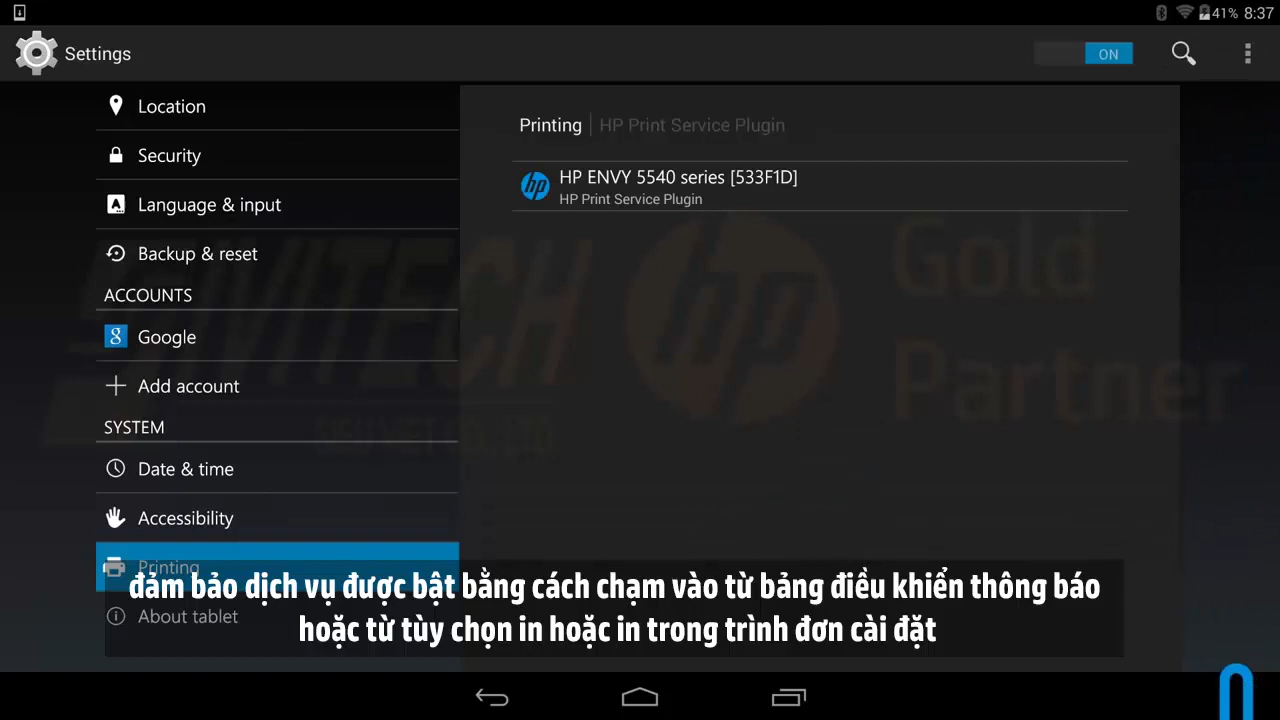 41% 8:37
Settings
ON
Location
Security
Language & input
Backup & reset
ACCOUNTS
Google
Add account
SYSTEM
Date & time
Accessibility
Printing
About tablet
Printing | HP Print Service Plugin
HP ENVY 5540 series [533F1D]
HP Print Service Plugin
hp
Gold
Partner
đảm bảo dịch vụ được bật bằng cách chạm vào từ bảng điều khiển thông báo
hoặc từ tùy chọn in hoặc in trong trình đơn cài đặt